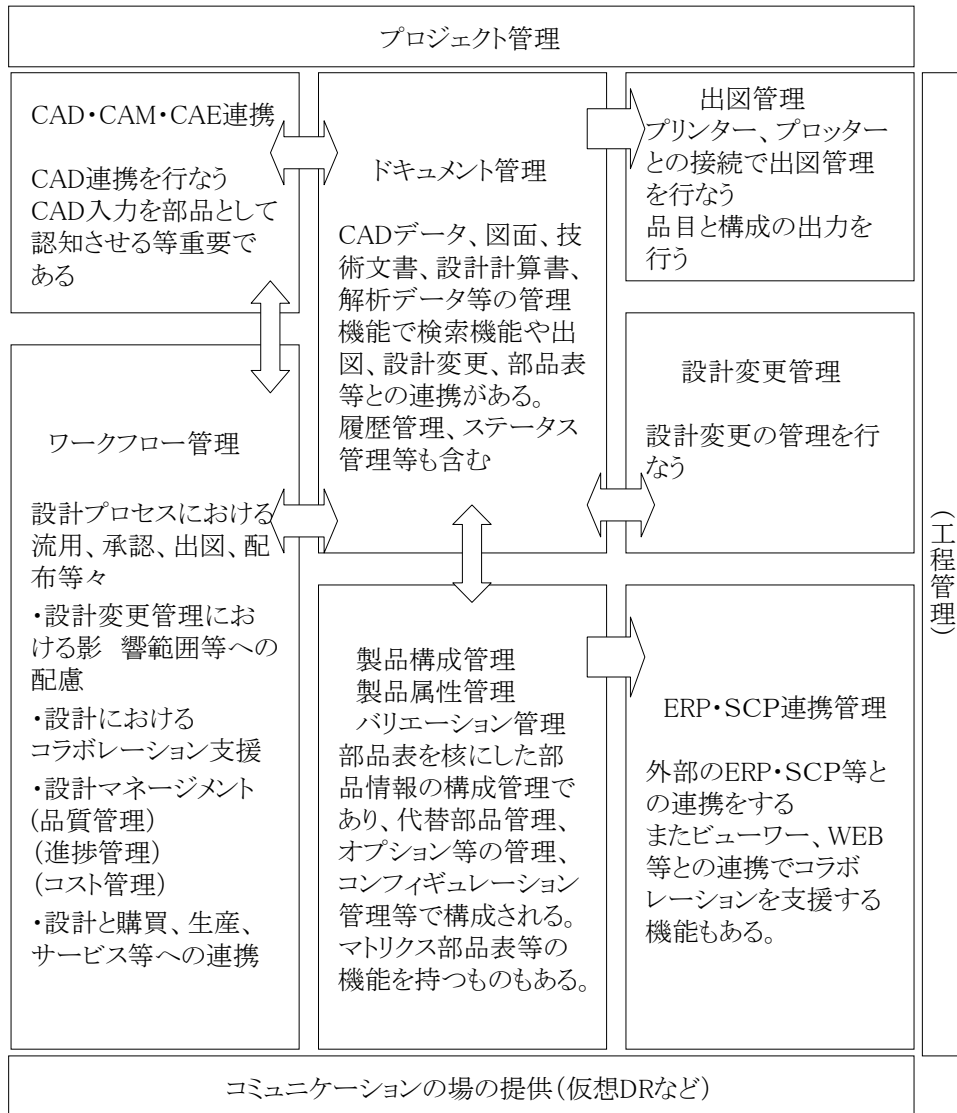 プロジェクト管理
CAD・CAM・CAE連携
CAD連携を行なう
CAD入力を部品として
認知させる等重要で
ある
ドキュメント管理
CADデータ、図面、技
術文書、設計計算書、
解析データ等の管理
機能で検索機能や出
図、設計変更、部品表
等との連携がある。
履歴管理、ステータス
管理等も含む
出図管理
プリンター、プロッター
との接続で出図管理
を行なう
品目と構成の出力を
行う
設計変更管理
設計変更の管理を行
なう
ワークフロー管理
設計プロセスにおける
流用、承認、出図、配
布等々
・設計変更管理にお
ける影 響範囲等への
配慮
・設計における
コラボレーション支援
・設計マネージメント
(品質管理)
(進捗管理)
(コスト管理)
・設計と購買、生産、
サービス等への連携
製品構成管理
製品属性管理
バリエーション管理
部品表を核にした部
品情報の構成管理で
あり、代替部品管理、
オプション等の管理、
コンフィギュレーション
管理等で構成される。
マトリクス部品表等の
機能を持つものもある。
ERP・SCP連携管理
外部のERP・SCP等と
の連携をする
またビューワー、WEB
等との連携でコラボ
レーションを支援する
機能もある。
(工程管理)
コミュニケーションの場の提供(仮想DRなど)